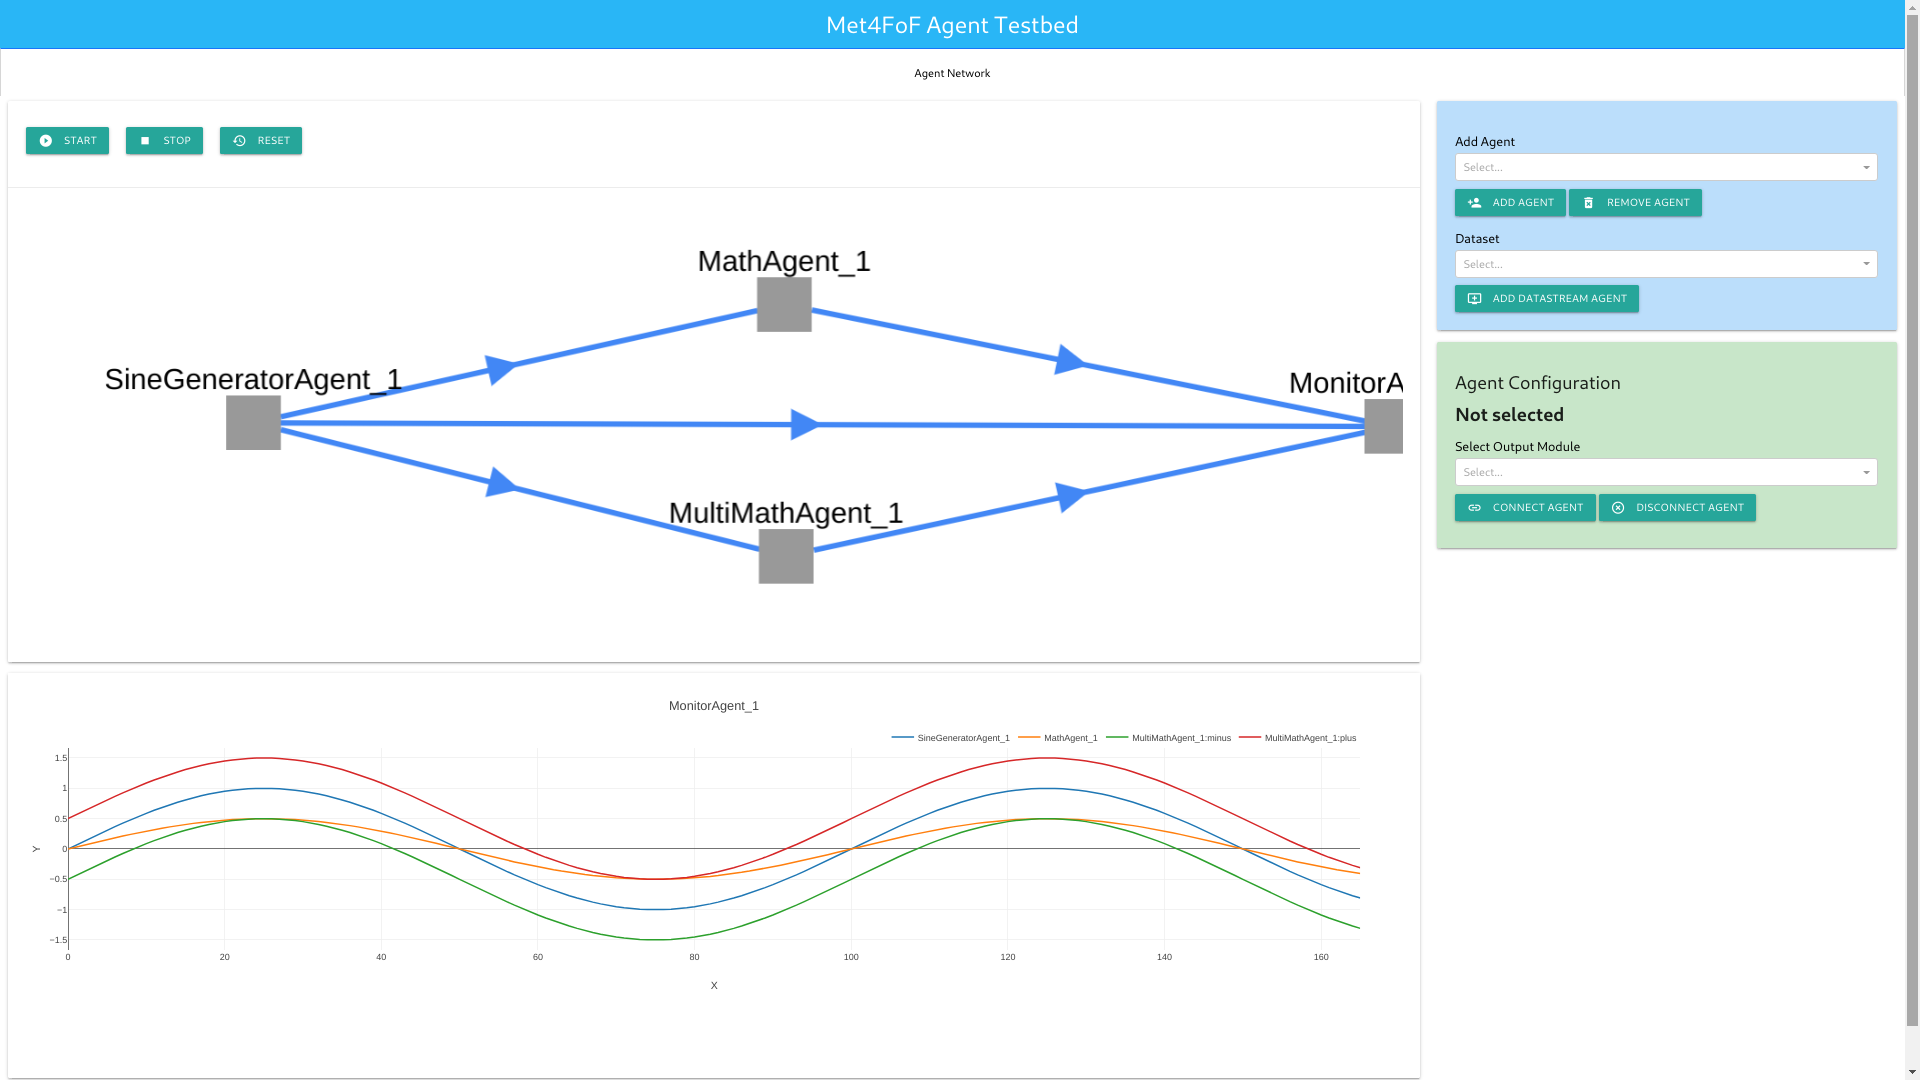 Met4FoF Agent Testbed
Agent Network
START STOP RESET
MathAgent_1
SineGeneratorAgent_1
MonitorA
MultiMathAgent_1
Add Agent
Select...
ADD AGENT REMOVE AGENT
Dataset
Select...
ADD DATASTREAM AGENT
Agent Configuration
Not selected
Select Output Module
Select...
CONNECT AGENT DISCONNECT AGENT
MonitorAgent_1
SineGeneratorAgent_1 MathAgent_1 MultiMathAgent_1:minus MultiMathAgent_1:plus
1.5
1
0.5
0
−0.5
−1
−1.5
Y
0 20 40 60 80 100 120 140 160
X